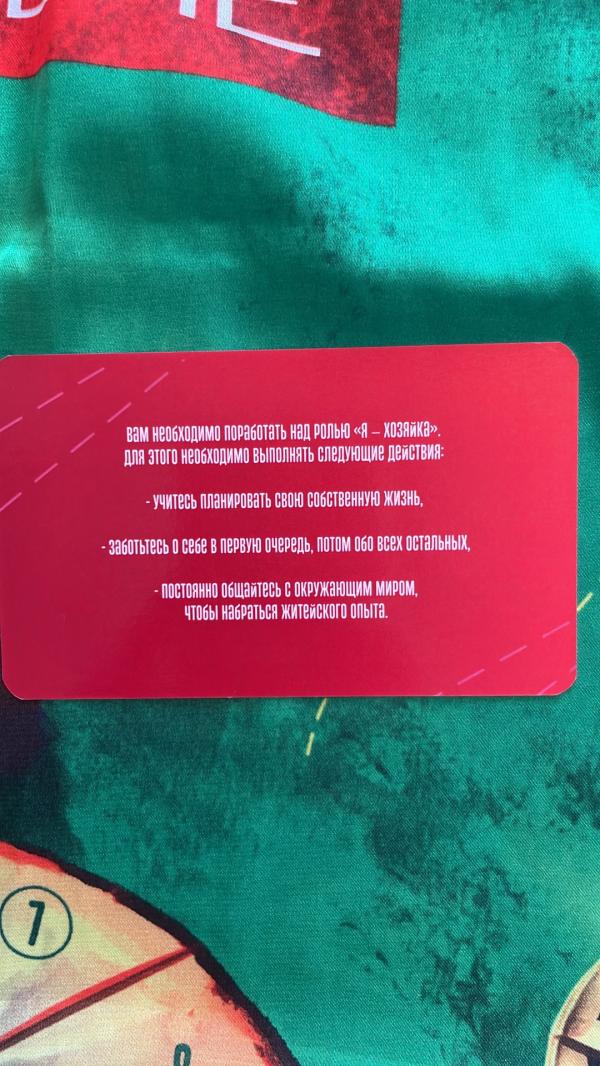 Вам необходимо поработать над ролью «Я – Хозяйка».
Для этого необходимо выполнять следующие действия:
- учитесь планировать свою собственную жизнь,
- заботьтесь о себе в первую очередь, потом обо всех остальных,
- постоянно общайтесь с окружающим миром,
чтобы набраться житейского опыта.
7